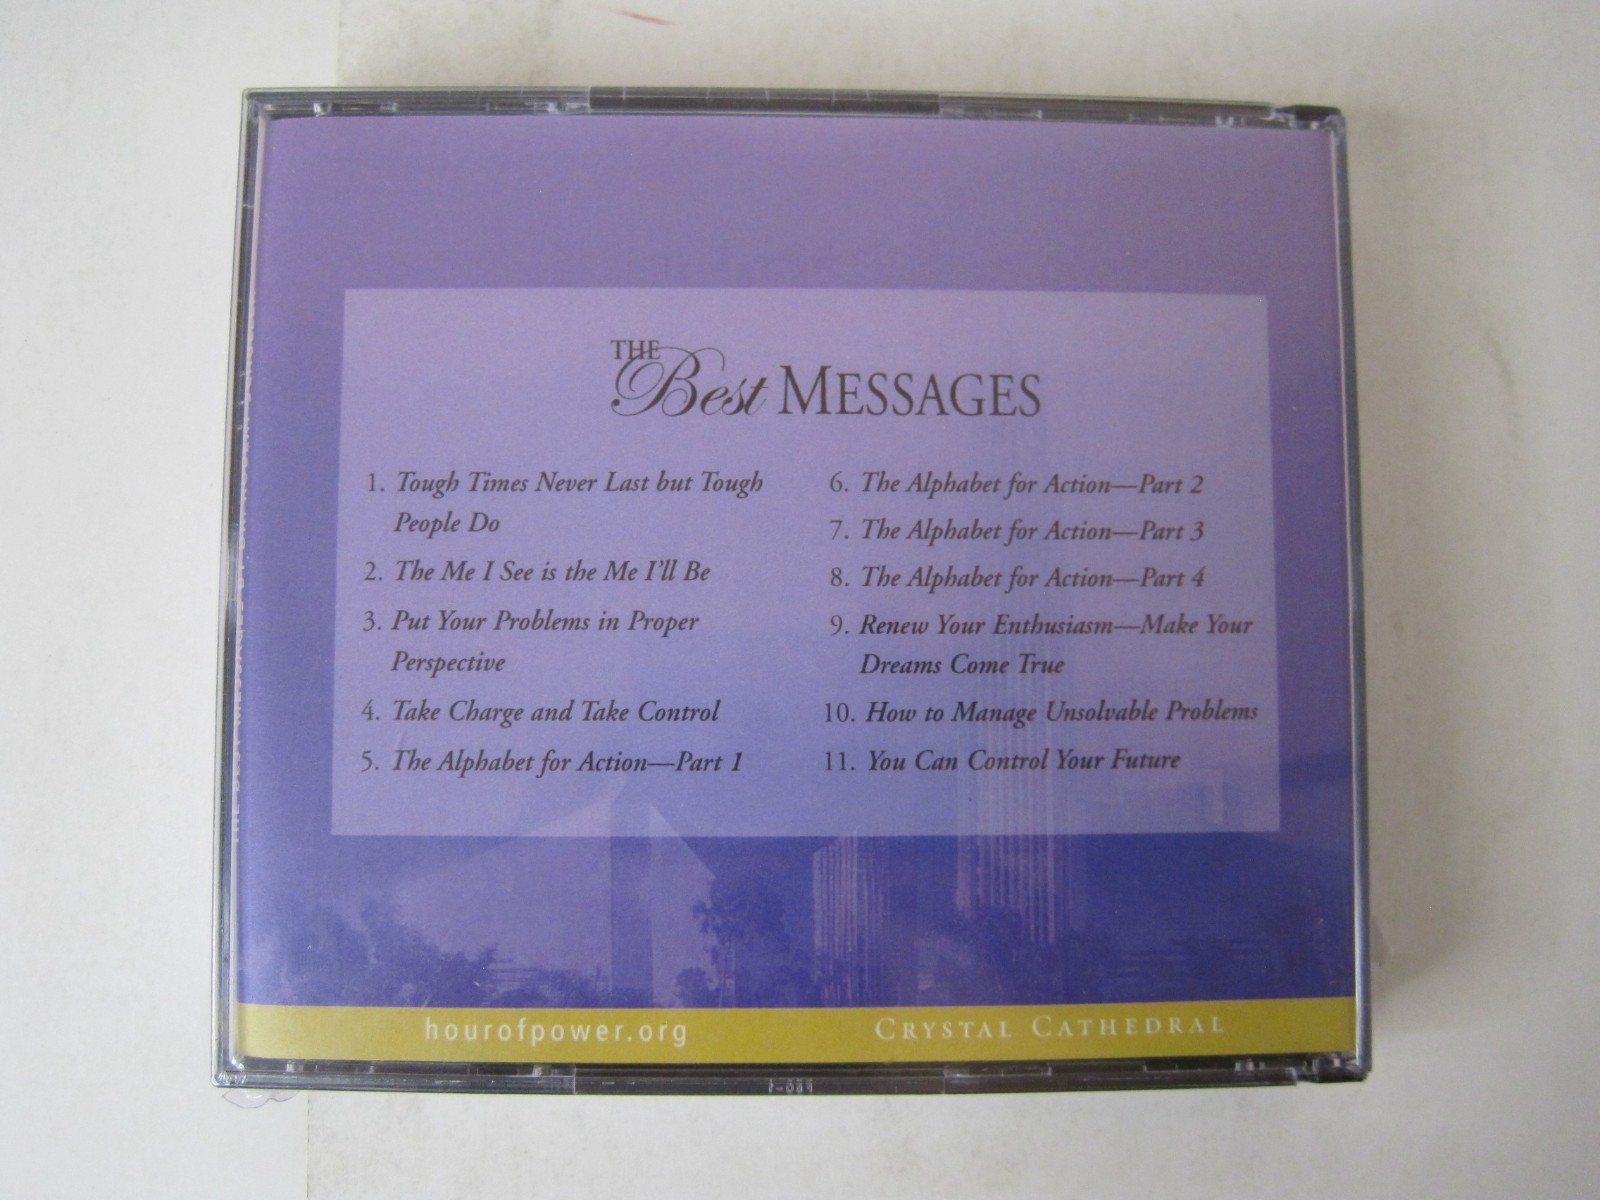 THE
Best MESSAGES
1. Tough Times Never Last but Tough
People Do
2. The Me I See is the Me I'll Be
3. Put Your Problems in Proper
Perspective
4. Take Charge and Take Control
5. The Alphabet for Action—Part 1
6. The Alphabet for Action—Part 2
7. The Alphabet for Action—Part 3
8. The Alphabet for Action—Part 4
9. Renew Your Enthusiasm—Make Your
Dreams Come True
10. How to Manage Unsolvable Problems
11. You Can Control Your Future
hourofpower.org
CRYSTAL CATHEDRAL